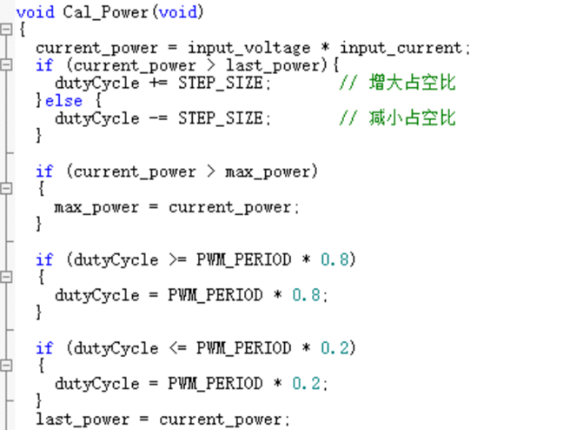 void Cal_Power(void)
{
current_power = input_voltage * input_current;
if (current_power > last_power){
dutyCycle += STEP_SIZE; // 增大占空比
}else {
dutyCycle -= STEP_SIZE; // 减小占空比
}
if (current_power > max_power)
{
max_power = current_power;
}
if (dutyCycle >= PWM_PERIOD * 0.8)
{
dutyCycle = PWM_PERIOD * 0.8;
}
if (dutyCycle <= PWM_PERIOD * 0.2)
{
dutyCycle = PWM_PERIOD * 0.2;
}
last_power = current_power;